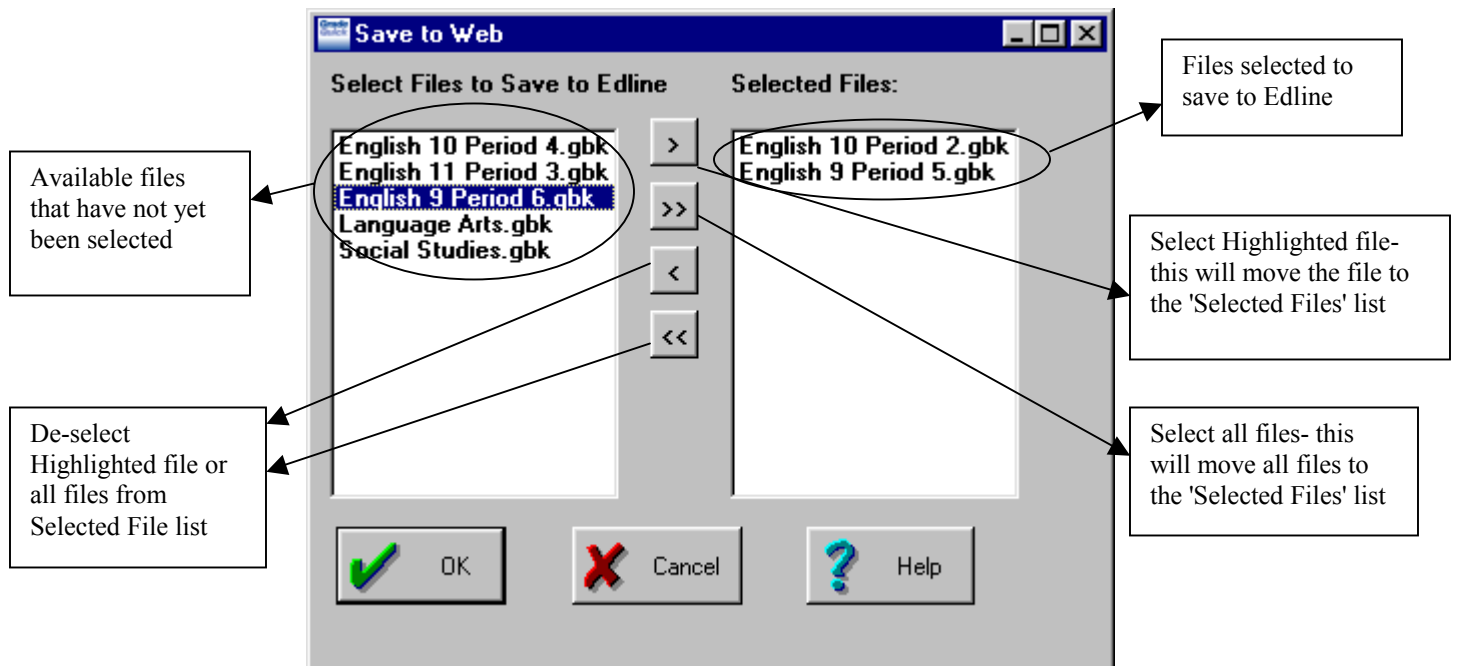 Grade
Quick
Save to Web
Select Files to Save to Edline
Selected Files:
English 10 Period 4.gbk
English 11 Period 3.gbk
English 9 Period 6.gbk
Language Arts.gbk
Social Studies.gbk
>
>>
<
<<
English 10 Period 2.gbk
English 9 Period 5.gbk
OK
Cancel
Help
Available files
that have not yet
been selected
De-select
Highlighted file or
all files from
Selected File list
Files selected to
save to Edline
Select Highlighted file-
this will move the file to
the 'Selected Files' list
Select all files- this
will move all files to
the 'Selected Files' list